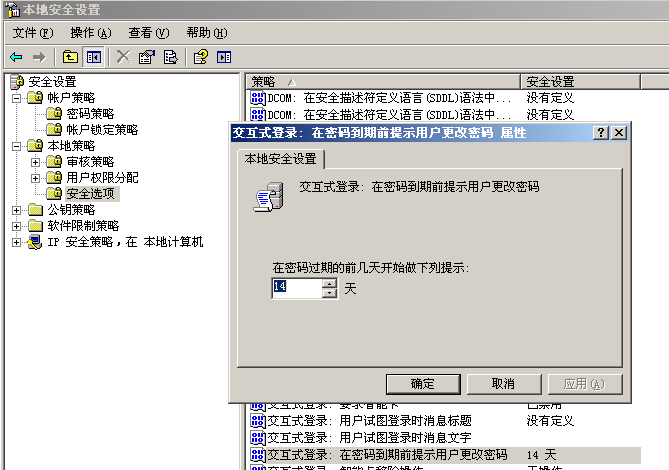 本地安全设置
文件(F) 操作(A) 查看(V) 帮助(H)
安全设置
帐户策略
密码策略
帐户锁定策略
本地策略
审核策略
用户权限分配
安全选项
公钥策略
软件限制策略
IP 安全策略，在 本地计算机
策略 安全设置
DCOM: 在安全描述符定义语言(SDDL)语法中... 没有定义
DCOM: 在安全描述符定义语言(SDDL)语法中... 没有定义
交互式登录: 在密码到期前提示用户更改密码 属性
本地安全设置
交互式登录: 在密码到期前提示用户更改密码
在密码过期的前几天开始做下列提示:
14 天
确定 取消 应用(A)
交互式登录: 要求智能卡 已禁用
交互式登录: 用户试图登录时消息标题 没有定义
交互式登录: 用户试图登录时消息文字
交互式登录: 在密码到期前提示用户更改密码 14 天
交互式登录: 智能卡移除操作 无操作